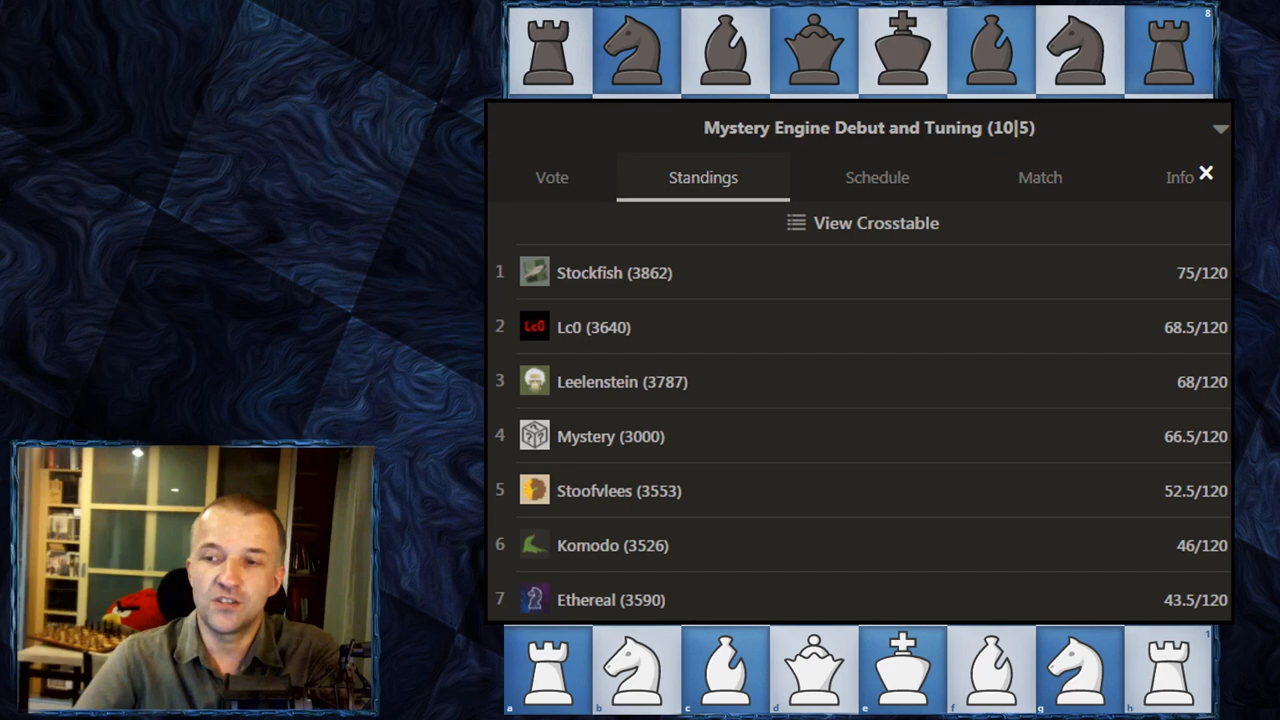 8
Mystery Engine Debut and Tuning (10|5)
Vote Standings Schedule Match Info
View Crosstable
1 Stockfish (3862) 75/120
2 Lc0 Lc0 (3640) 68.5/120
3 Leelenstein (3787) 68/120
4 Mystery (3000) 66.5/120
5 Stoofvlees (3553) 52.5/120
6 Komodo (3526) 46/120
7 Ethereal (3590) 43.5/120
1
a b c d e f g h